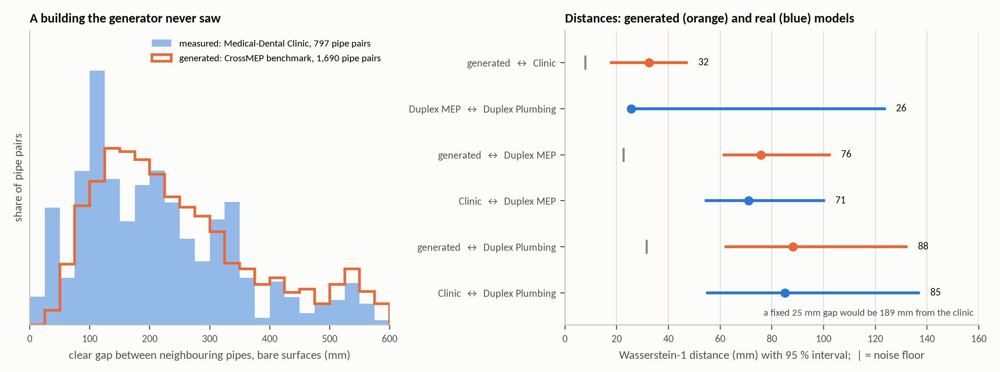 A building the generator never saw
measured: Medical-Dental Clinic, 797 pipe pairs
generated: CrossMEP benchmark, 1,690 pipe pairs
share of pipe pairs
0 100 200 300 400 500 600
clear gap between neighbouring pipes, bare surfaces (mm)
Distances: generated (orange) and real (blue) models
generated ↔ Clinic 32
Duplex MEP ↔ Duplex Plumbing 26
generated ↔ Duplex MEP 76
Clinic ↔ Duplex MEP 71
generated ↔ Duplex Plumbing 88
Clinic ↔ Duplex Plumbing 85
a fixed 25 mm gap would be 189 mm from the clinic
0 20 40 60 80 100 120 140 160
Wasserstein-1 distance (mm) with 95 % interval; | = noise floor